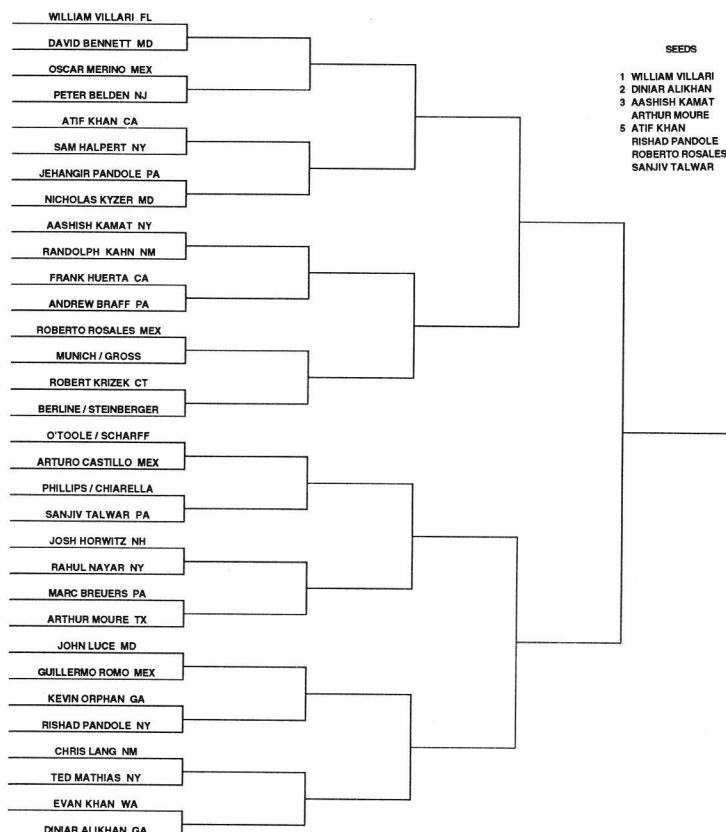 WILLIAM VILLARI FL
DAVID BENNETT MD
OSCAR MERINO MEX
PETER BELDEN NJ
ATIF KHAN CA
SAM HALPERT NY
JEHANGIR PANDOLE PA
NICHOLAS KYZER MD
AASHISH KAMAT NY
RANDOLPH KAHN NM
FRANK HUERTA CA
ANDREW BRAFF PA
ROBERTO ROSALES MEX
MUNICH / GROSS
ROBERT KRIZEK CT
BERLINE / STEINBERGER
O'TOOLE / SCHARFF
ARTURO CASTILLO MEX
PHILLIPS / CHIARELLA
SANJIV TALWAR PA
JOSH HORWITZ NH
RAHUL NAYAR NY
MARC BREUERS PA
ARTHUR MOURE TX
JOHN LUCE MD
GUILLERMO ROMO MEX
KEVIN ORPHAN GA
RISHAD PANDOLE NY
CHRIS LANG NM
TED MATHIAS NY
EVAN KHAN WA
DINIAR ALIKHAN GA
SEEDS
1 WILLIAM VILLARI
2 DINIAR ALIKHAN
3 AASHISH KAMAT
ARTHUR MOURE
5 ATIF KHAN
RISHAD PANDOLE
ROBERTO ROSALES
SANJIV TALWAR